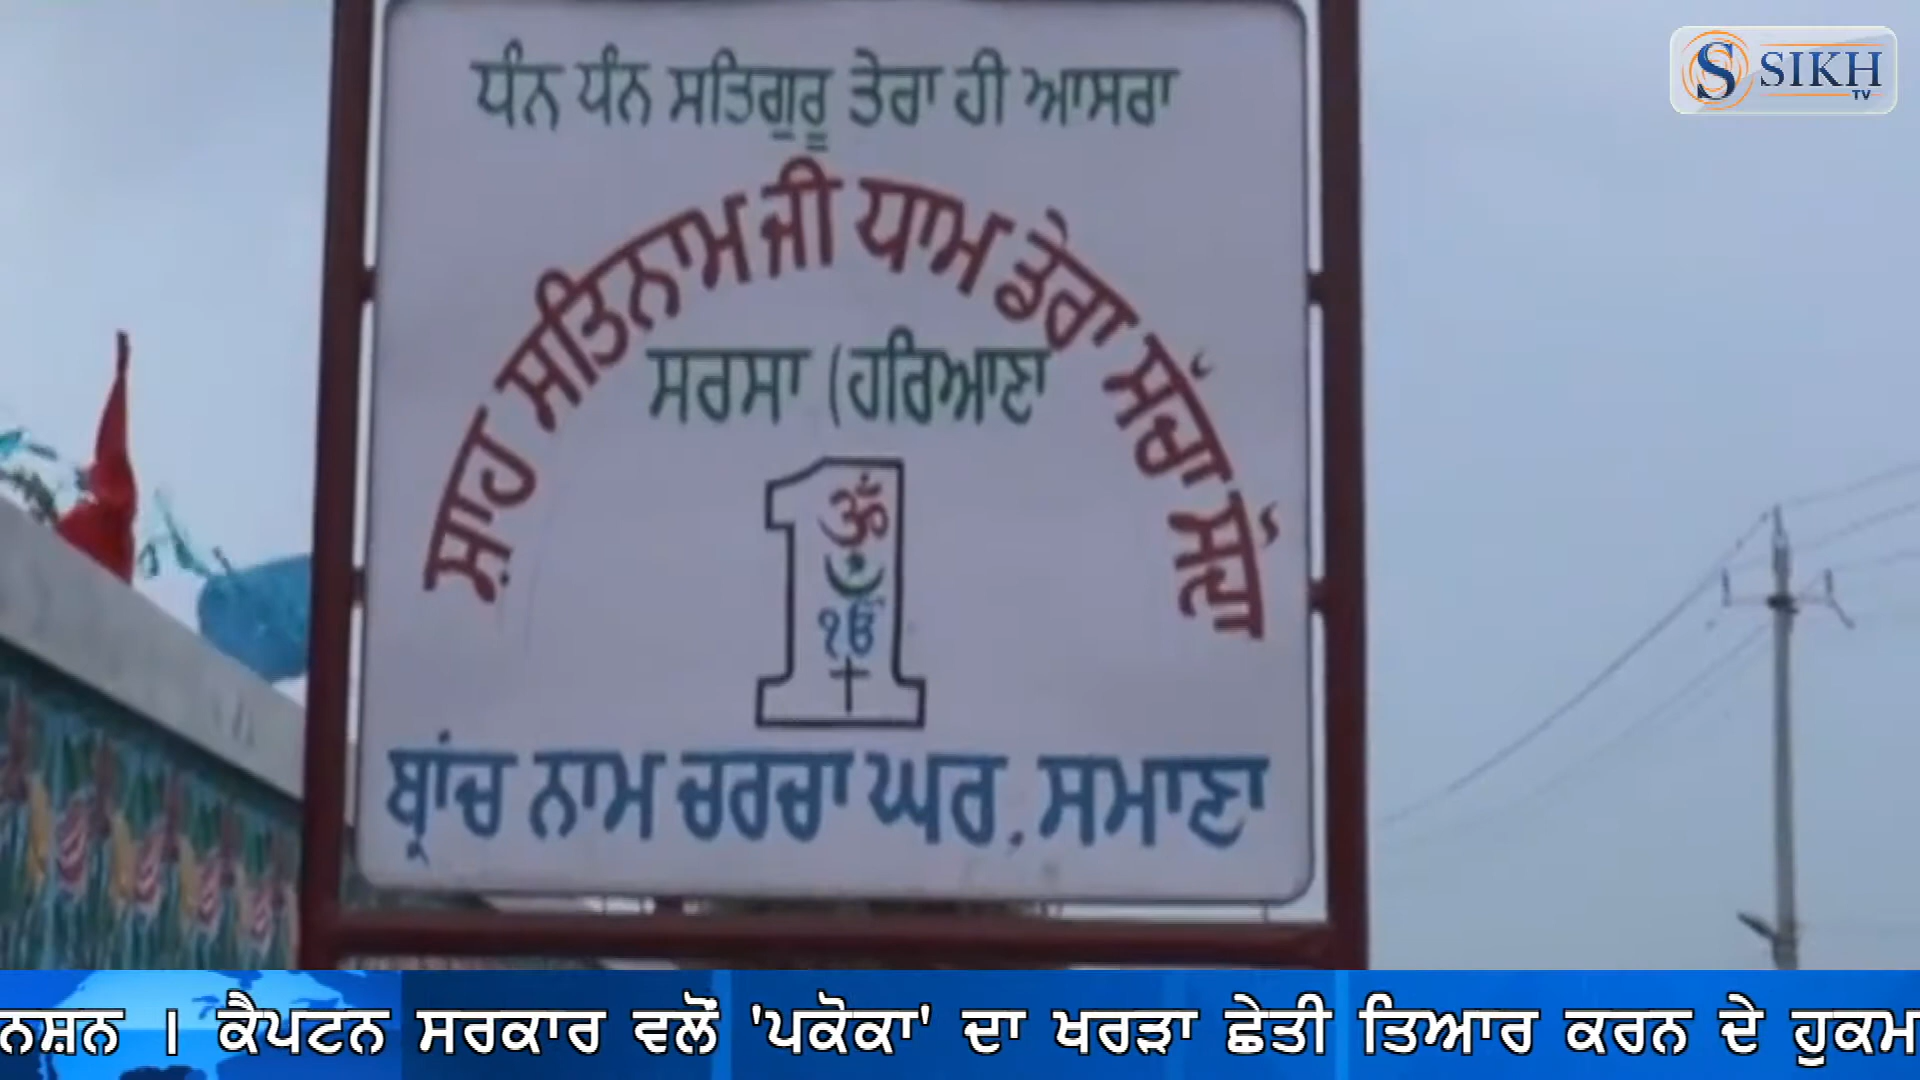 ਧੰਨ ਧੰਨ ਸਤਿਗੁਰੂ ਤੇਰਾ ਹੀ ਆਸਰਾ
ਸ਼ਾਹ ਸਤਿਨਾਮ ਜੀ ਧਾਮ ਡੇਰਾ ਸੱਚਾ ਸੌਦਾ
ਸਰਸਾ (ਹਰਿਆਣਾ
1
ॐ
ੴ
ਬ੍ਰਾਂਚ ਨਾਮ ਚਰਚਾ ਘਰ, ਸਮਾਣਾ
S SIKH TV
ਨਸ਼ਨ । ਕੈਪਟਨ ਸਰਕਾਰ ਵਲੋਂ 'ਪਕੋਕਾ' ਦਾ ਖਰੜਾ ਛੇਤੀ ਤਿਆਰ ਕਰਨ ਦੇ ਹੁਕਮ